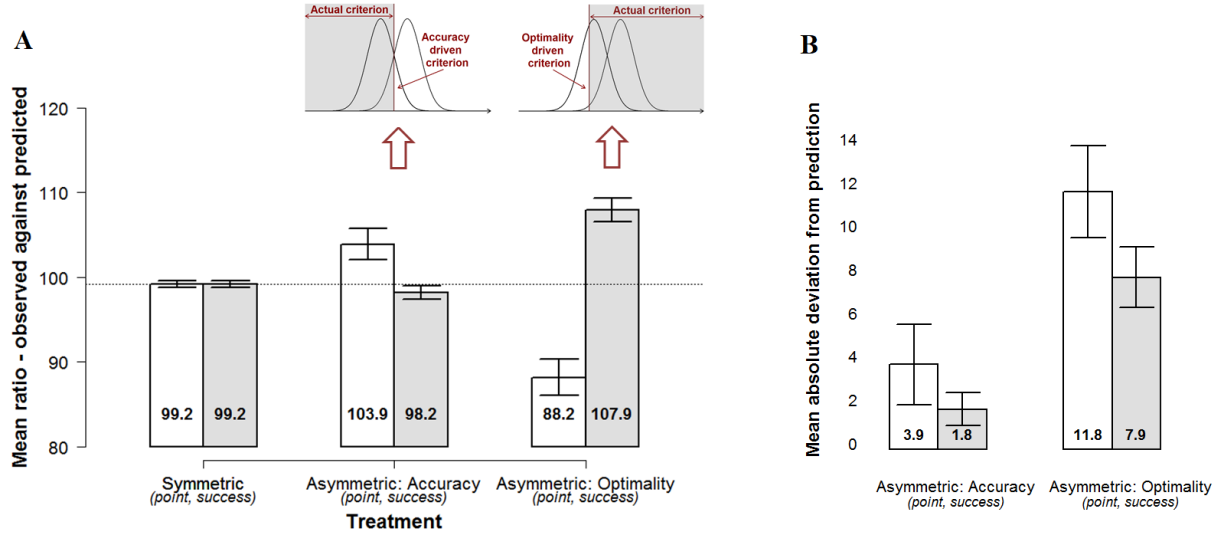 A
Mean ratio - observed against predicted
120
110
100
90
80
Actual criterion
Accuracy
driven
criterion
Actual criterion
Optimality
driven
criterion
99.2
99.2
103.9
98.2
88.2
107.9
Symmetric
(point, success)
Asymmetric: Accuracy
(point, success)
Asymmetric: Optimality
(point, success)
Treatment
B
Mean absolute deviation from prediction
14
12
10
8
6
4
2
0
3.9
1.8
11.8
7.9
Asymmetric: Accuracy
(point, success)
Asymmetric: Optimality
(point, success)